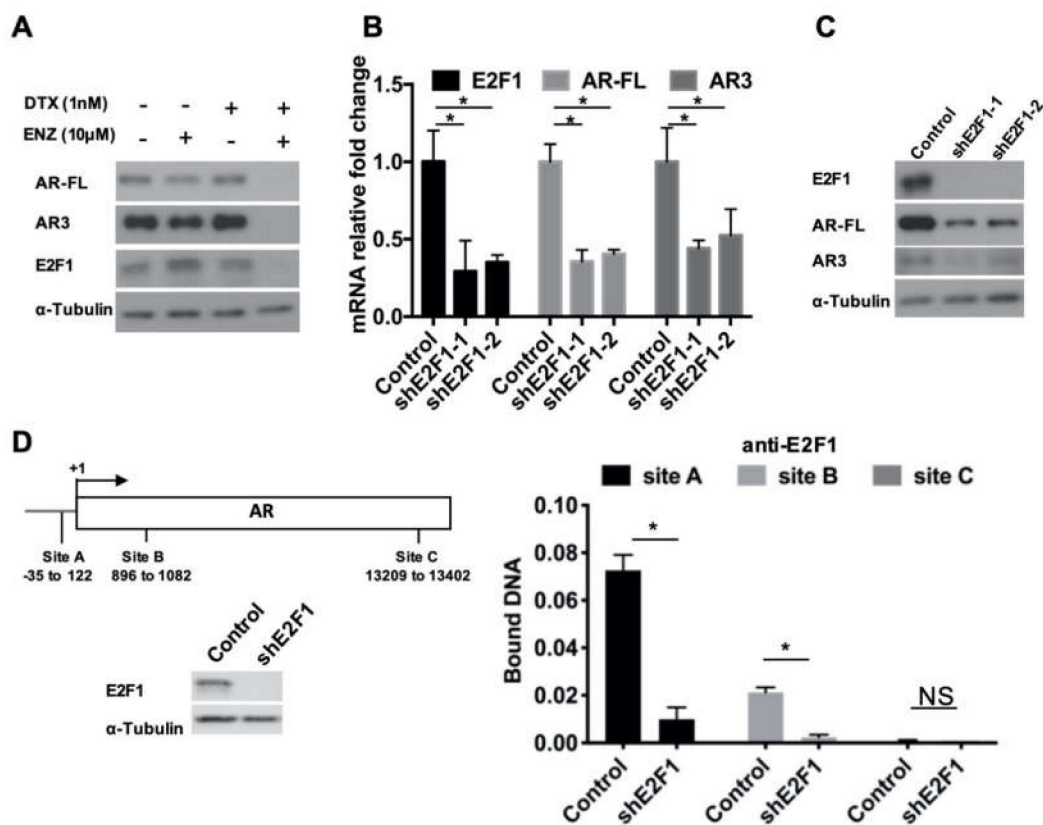 A
DTX (1nM) - - + +
ENZ (10μM) - + - +
AR-FL
AR3
E2F1
α-Tubulin
B
E2F1 AR-FL AR3
mRNA relative fold change
1.5
1.0
0.5
0.0
* * * * * *
Control shE2F1-1 shE2F1-2 Control shE2F1-1 shE2F1-2 Control shE2F1-1 shE2F1-2
C
Control shE2F1-1 shE2F1-2
E2F1
AR-FL
AR3
α-Tubulin
D
+1
AR
Site A Site B Site C
-35 to 122 896 to 1082 13209 to 13402
Control shE2F1
E2F1
α-Tubulin
anti-E2F1
site A site B site C
Bound DNA
0.10
0.08
0.06
0.04
0.02
0.00
* * NS
Control shE2F1 Control shE2F1 Control shE2F1